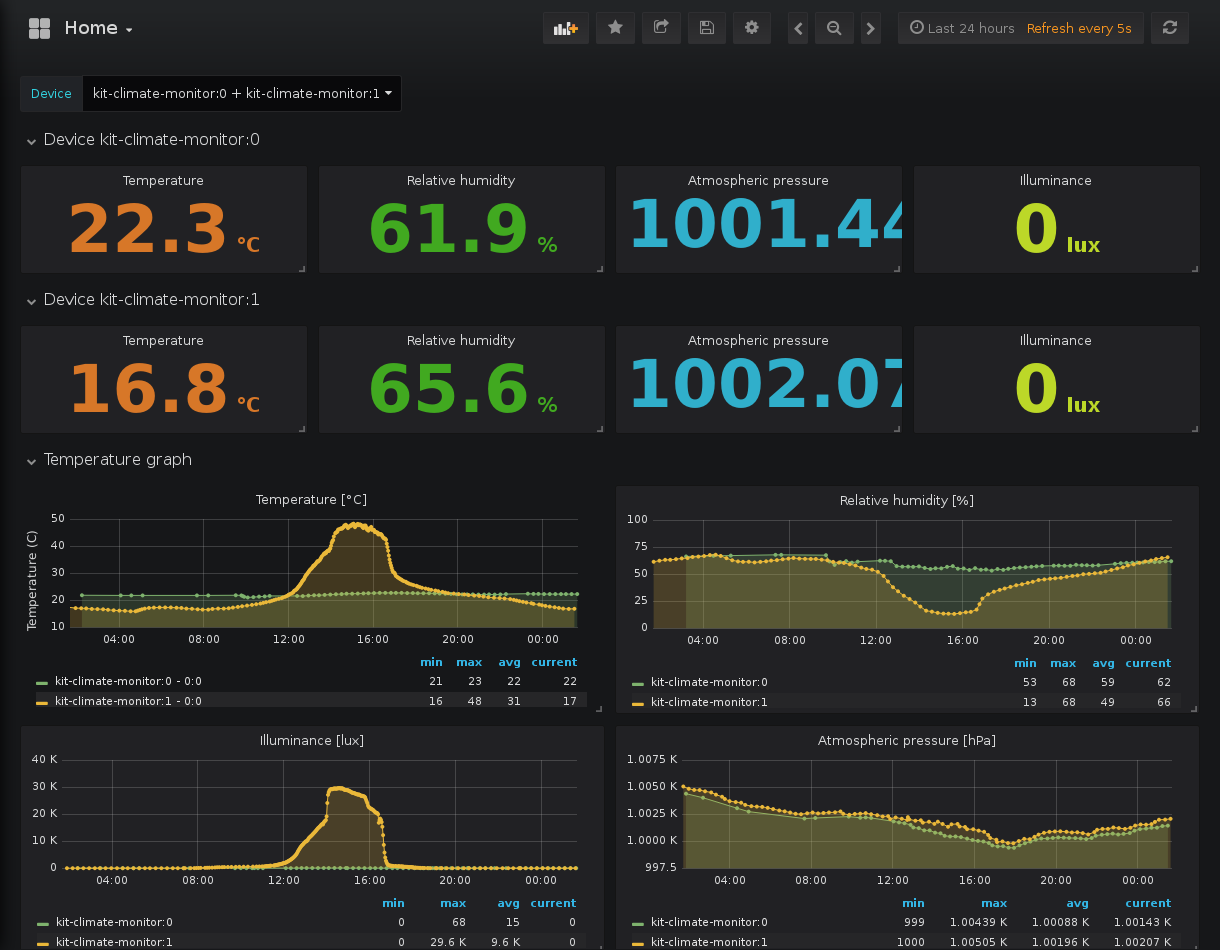 Home
Last 24 hours Refresh every 5s
Device kit-climate-monitor:0 + kit-climate-monitor:1
Device kit-climate-monitor:0
Temperature Relative humidity Atmospheric pressure Illuminance
22.3 °C 61.9 % 1001.44 0 lux
Device kit-climate-monitor:1
Temperature Relative humidity Atmospheric pressure Illuminance
16.8 °C 65.6 % 1002.07 0 lux
Temperature graph
Temperature [°C]
Temperature (C)
50
40
30
20
10
04:00 08:00 12:00 16:00 20:00 00:00
min max avg current
kit-climate-monitor:0 - 0:0 21 23 22 22
kit-climate-monitor:1 - 0:0 16 48 31 17
Relative humidity [%]
100
75
50
25
0
04:00 08:00 12:00 16:00 20:00 00:00
min max avg current
kit-climate-monitor:0 53 68 59 62
kit-climate-monitor:1 13 68 49 66
Illuminance [lux]
40 K
30 K
20 K
10 K
0
04:00 08:00 12:00 16:00 20:00 00:00
min max avg current
kit-climate-monitor:0 0 68 15 0
kit-climate-monitor:1 0 29.6 K 9.6 K 0
Atmospheric pressure [hPa]
1.0075 K
1.0050 K
1.0025 K
1.0000 K
997.5
04:00 08:00 12:00 16:00 20:00 00:00
min max avg current
kit-climate-monitor:0 999 1.00439 K 1.00088 K 1.00143 K
kit-climate-monitor:1 1000 1.00505 K 1.00196 K 1.00207 K